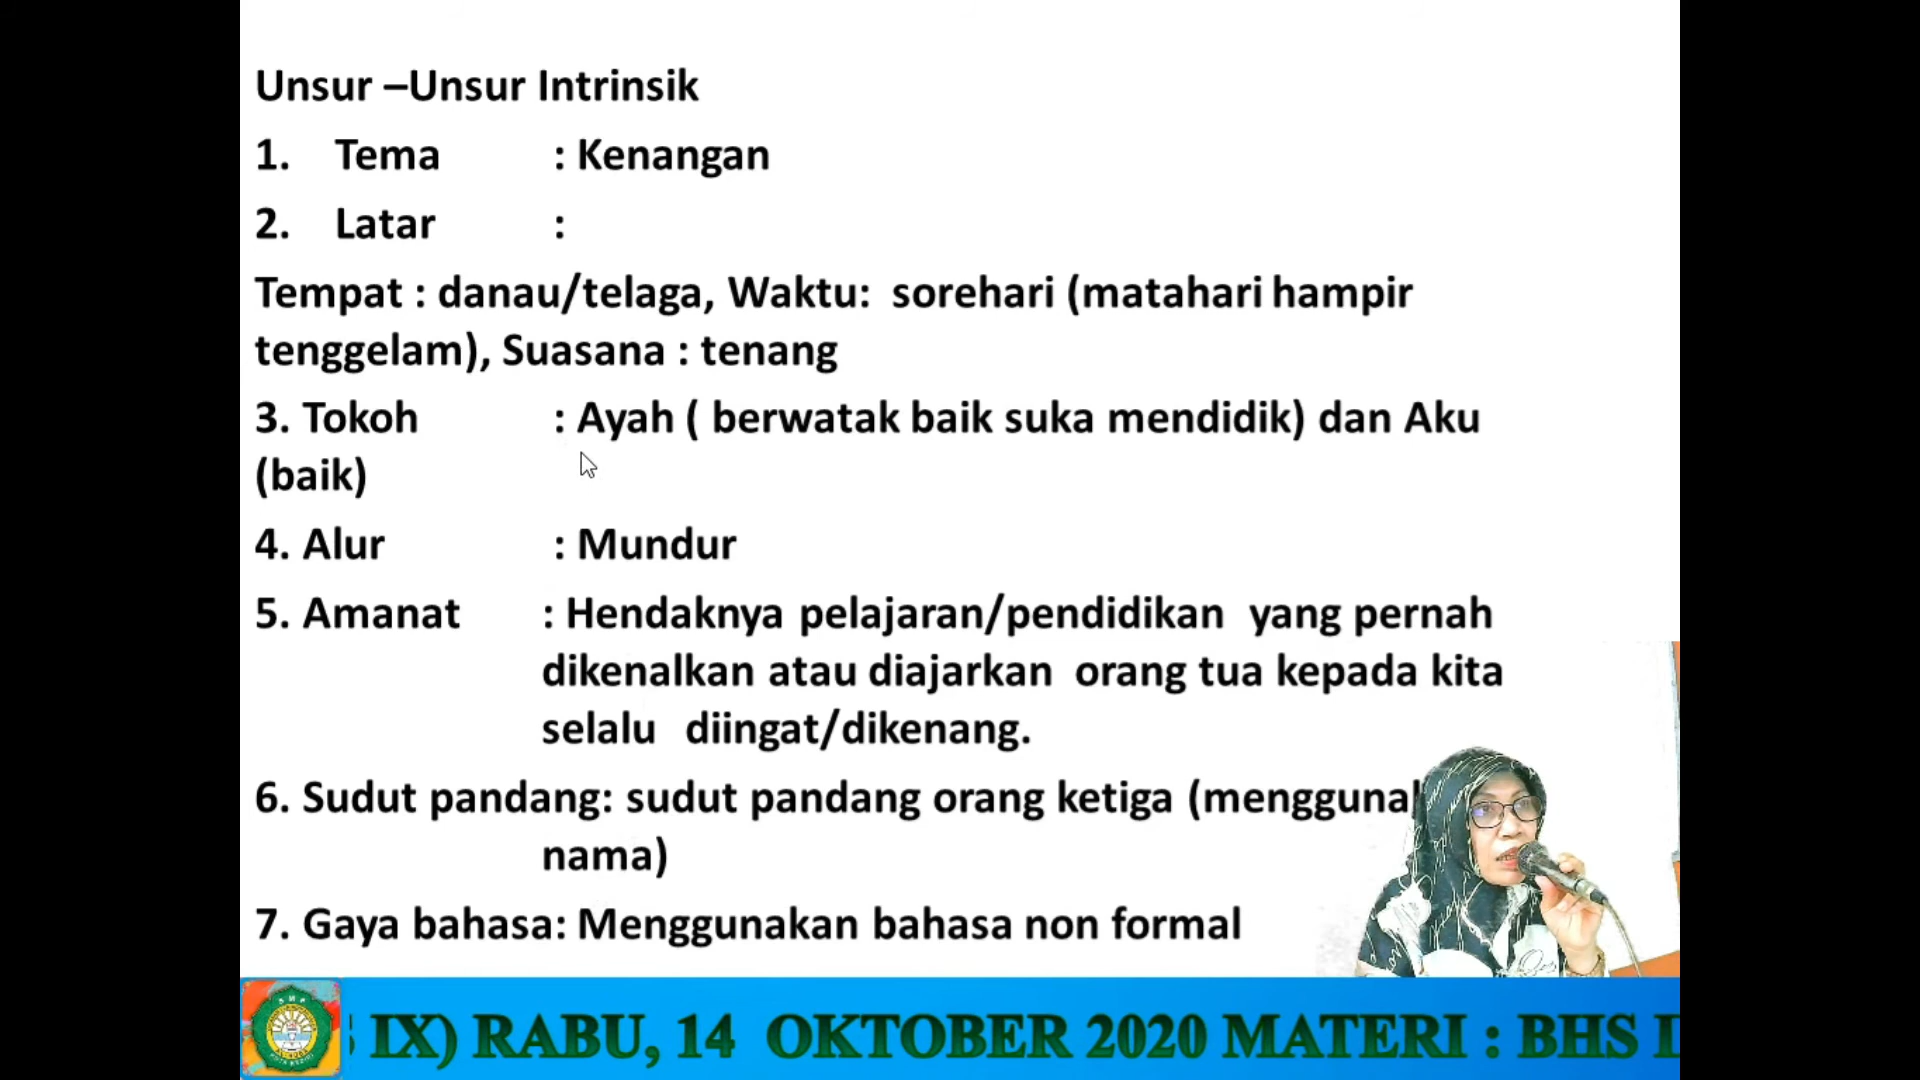 Unsur –Unsur Intrinsik
1. Tema : Kenangan
2. Latar :
Tempat : danau/telaga, Waktu: sorehari (matahari hampir
tenggelam), Suasana : tenang
3. Tokoh : Ayah ( berwatak baik suka mendidik) dan Aku
(baik)
4. Alur : Mundur
5. Amanat : Hendaknya pelajaran/pendidikan yang pernah
dikenalkan atau diajarkan orang tua kepada kita
selalu diingat/dikenang.
6. Sudut pandang: sudut pandang orang ketiga
nama)
7. Gaya bahasa: Menggunakan bahasa non formal
IX) RABU, 14 OKTOBER 2020 MATERI : BHS